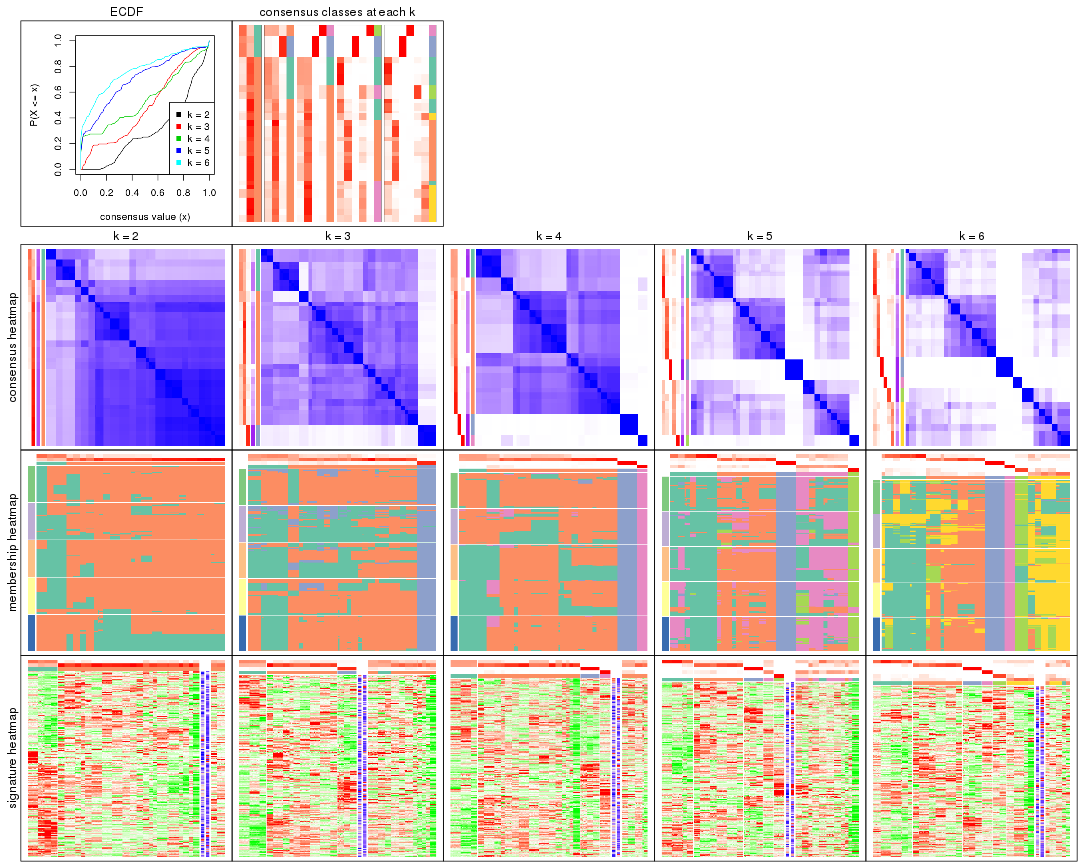 ECDF
consensus classes at each k
P(X <= x)
0.0 0.2 0.4 0.6 0.8 1.0
k = 2
k = 3
k = 4
k = 5
k = 6
0.0 0.2 0.4 0.6 0.8 1.0
consensus value (x)
k = 2
k = 3
k = 4
k = 5
k = 6
consensus heatmap
membership heatmap
signature heatmap